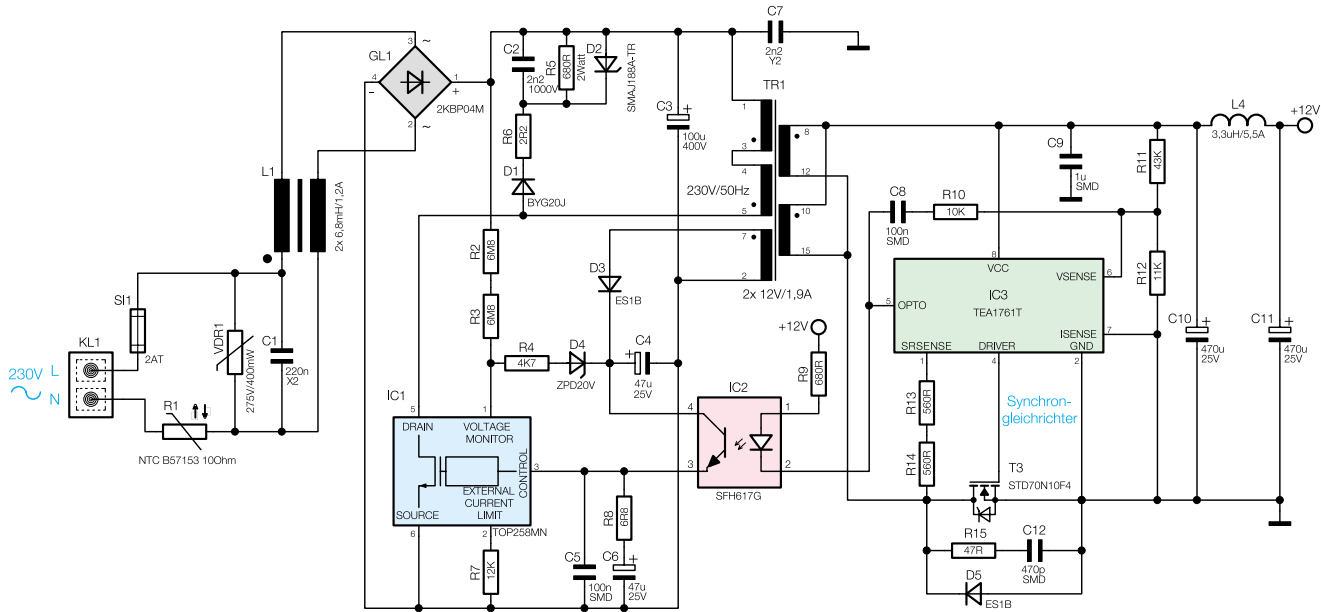 C7
2n2
Y2
GL1
3
~
4
−
1
+
2
~
2KBP04M
C2
2n2
1000V
R5
680R
2Watt
D2
SMAJ188A-TR
R6
2R2
D1
BYG20J
C3
+
100u
400V
TR1
1
3
4
5
7
2
8
12
10
15
230V/50Hz
2x 12V/1,9A
L4
3,3uH/5,5A
+12V
C9
1u
SMD
R11
43K
R12
11K
C8
100n
SMD
R10
10K
L1
2x 6,8mH/1,2A
SI1
2AT
KL1
230V
L
N
R1
NTC B57153 10Ohm
VDR1
275V/400mW
C1
220n
X2
R2
6M8
R3
6M8
R4
4K7
D4
ZPD20V
D3
ES1B
C4
+
47u
25V
+12V
R9
680R
IC1
5
1
DRAIN
VOLTAGE
MONITOR
CONTROL
3
EXTERNAL
CURRENT
LIMIT
SOURCE
6
2
TOP258MN
R7
12K
IC2
4
1
3
2
SFH617G
C5
100n
SMD
R8
6R8
C6
+
47u
25V
8
VCC
VSENSE
6
5
OPTO
IC3
TEA1761T
ISENSE
7
SRSENSE
DRIVER
GND
1
4
2
R13
560R
R14
560R
Synchron-
gleichrichter
T3
STD70N10F4
R15
47R
C12
470p
SMD
D5
ES1B
C10
+
470u
25V
C11
+
470u
25V